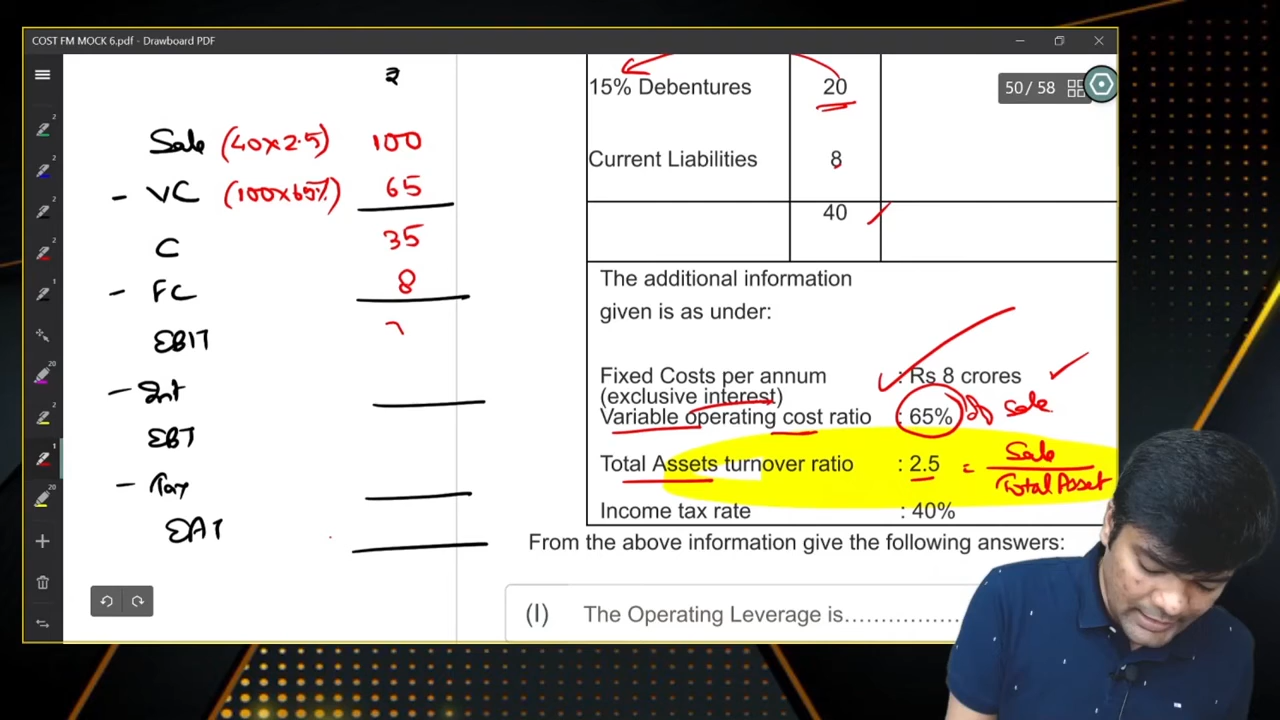 COST FM MOCK 6.pdf - Drawboard PDF
50 / 58
₹
Sale (40x2.5) 100
- VC (100x65%) 65
C 35
- FC 8
EBIT
- Int
EBT
- Tax
EAT
15% Debentures 20
Current Liabilities 8
40
The additional information
given is as under:
Fixed Costs per annum : Rs 8 crores
(exclusive interest)
Variable operating cost ratio : 65% of Sale
Total Assets turnover ratio : 2.5 = Sale
Total Asset
Income tax rate : 40%
From the above information give the following answers:
(I) The Operating Leverage is....................